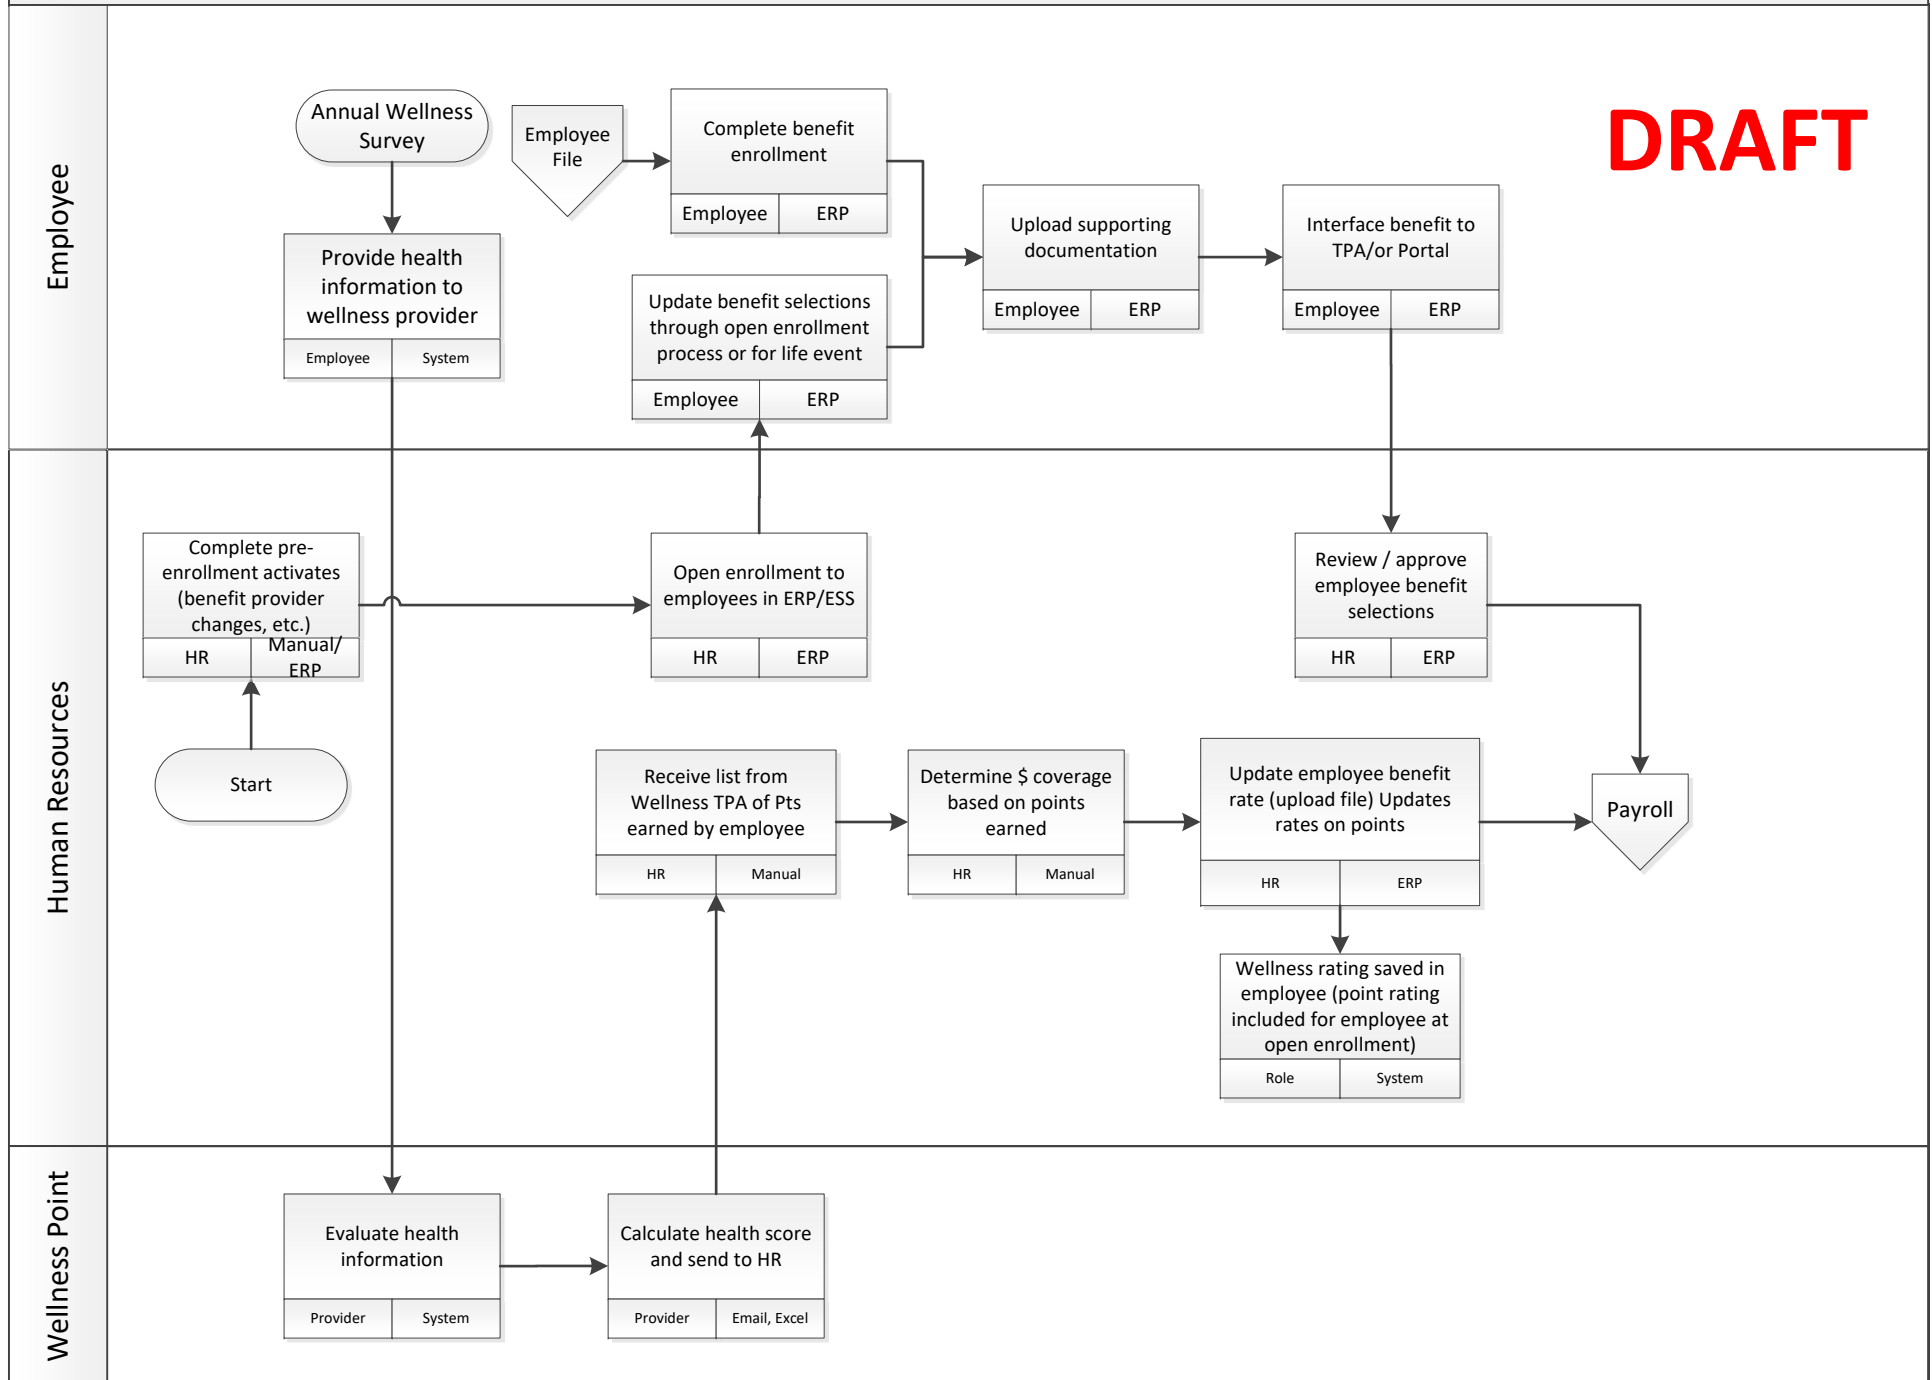 Employee
Annual Wellness
Survey
Employee
File
Complete benefit
enrollment
Employee
ERP
DRAFT
Provide health
information to
wellness provider
Employee
System
Update benefit selections
through open enrollment
process or for life event
Employee
ERP
Upload supporting
documentation
Employee
ERP
Interface benefit to
TPA/or Portal
Employee
ERP
Human Resources
Complete pre-
enrollment activates
(benefit provider
changes, etc.)
HR
Manual/
ERP
Start
Open enrollment to
employees in ERP/ESS
HR
ERP
Review / approve
employee benefit
selections
HR
ERP
Receive list from
Wellness TPA of Pts
earned by employee
HR
Manual
Determine $ coverage
based on points
earned
HR
Manual
Update employee benefit
rate (upload file) Updates
rates on points
HR
ERP
Payroll
Wellness rating saved in
employee (point rating
included for employee at
open enrollment)
Role
System
Wellness Point
Evaluate health
information
Provider
System
Calculate health score
and send to HR
Provider
Email, Excel